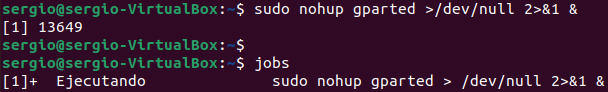 sergio@sergio-VirtualBox:~$ sudo nohup gparted >/dev/null 2>&1 &
[1] 13649
sergio@sergio-VirtualBox:~$
sergio@sergio-VirtualBox:~$ jobs
[1]+  Ejecutando              sudo nohup gparted > /dev/null 2>&1 &